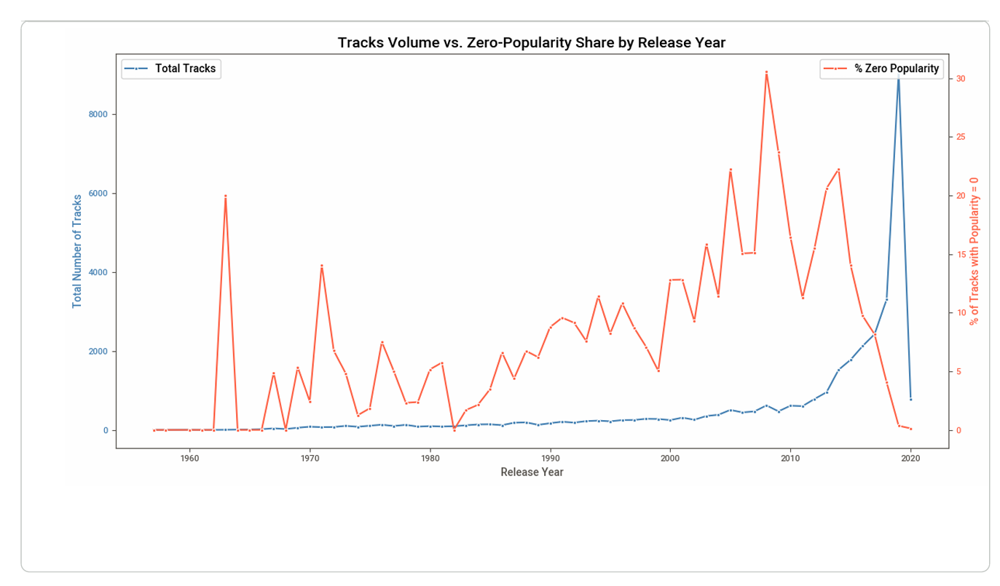 Tracks Volume vs. Zero-Popularity Share by Release Year
Total Tracks
% Zero Popularity
Total Number of Tracks
8000
6000
4000
2000
0
30
25
20
15
10
5
0
% of Tracks with Popularity = 0
1960 1970 1980 1990 2000 2010 2020
Release Year